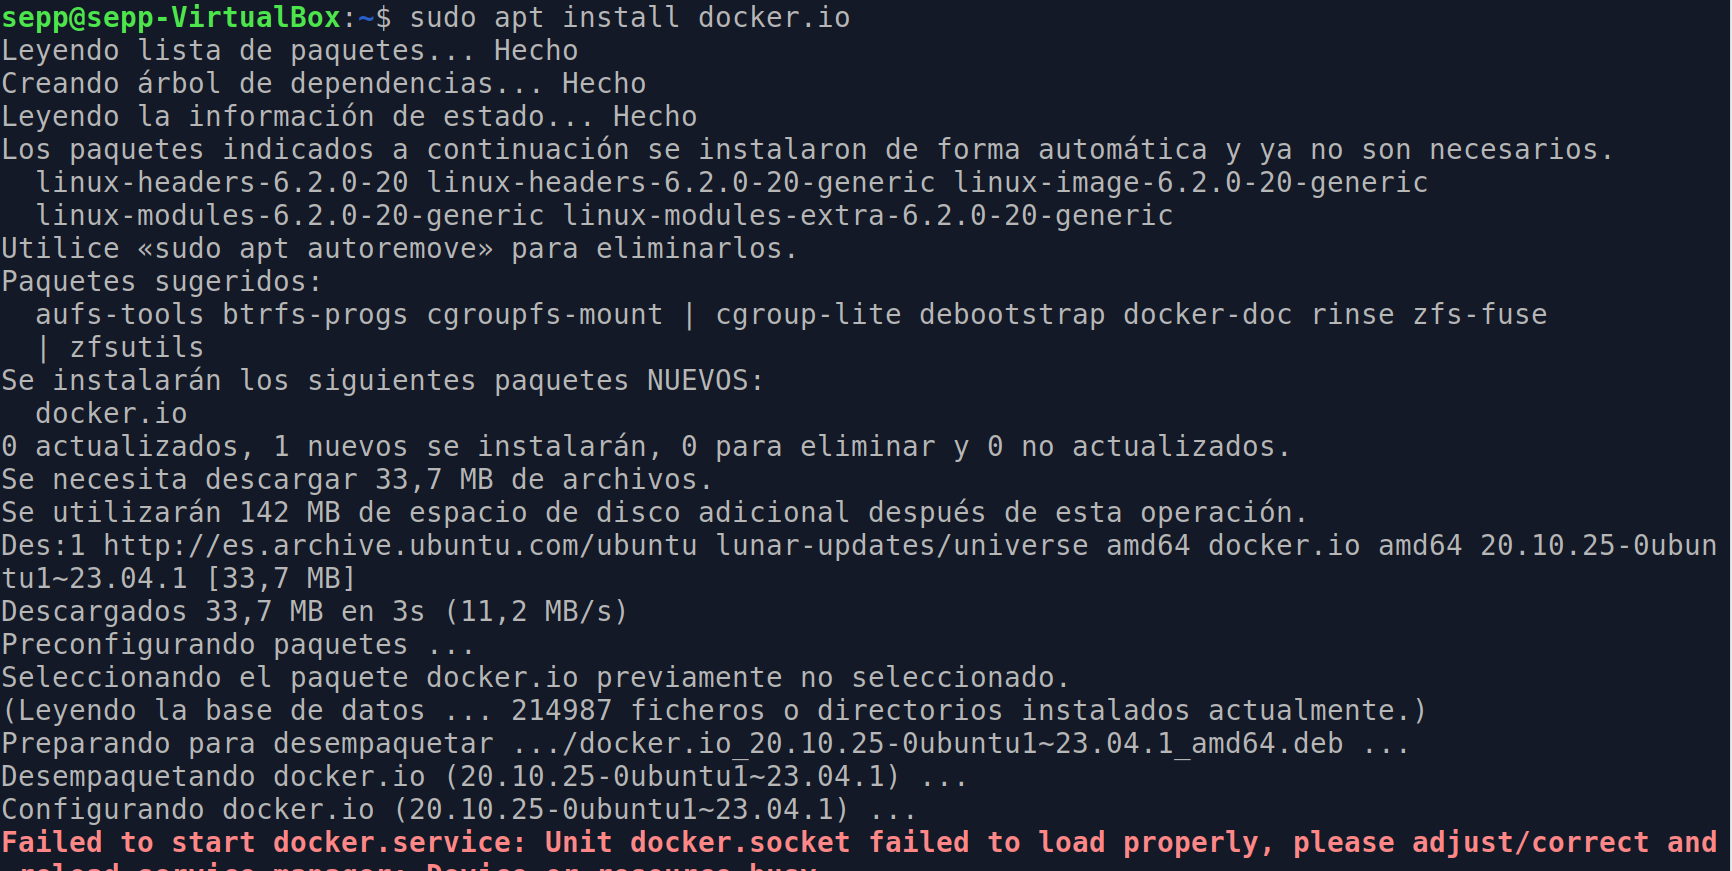 sepp@sepp-VirtualBox:~$ sudo apt install docker.io
Leyendo lista de paquetes... Hecho
Creando árbol de dependencias... Hecho
Leyendo la información de estado... Hecho
Los paquetes indicados a continuación se instalaron de forma automática y ya no son necesarios.
  linux-headers-6.2.0-20 linux-headers-6.2.0-20-generic linux-image-6.2.0-20-generic
  linux-modules-6.2.0-20-generic linux-modules-extra-6.2.0-20-generic
Utilice «sudo apt autoremove» para eliminarlos.
Paquetes sugeridos:
  aufs-tools btrfs-progs cgroupfs-mount | cgroup-lite debootstrap docker-doc rinse zfs-fuse
  | zfsutils
Se instalarán los siguientes paquetes NUEVOS:
  docker.io
0 actualizados, 1 nuevos se instalarán, 0 para eliminar y 0 no actualizados.
Se necesita descargar 33,7 MB de archivos.
Se utilizarán 142 MB de espacio de disco adicional después de esta operación.
Des:1 http://es.archive.ubuntu.com/ubuntu lunar-updates/universe amd64 docker.io amd64 20.10.25-0ubun
tu1~23.04.1 [33,7 MB]
Descargados 33,7 MB en 3s (11,2 MB/s)
Preconfigurando paquetes ...
Seleccionando el paquete docker.io previamente no seleccionado.
(Leyendo la base de datos ... 214987 ficheros o directorios instalados actualmente.)
Preparando para desempaquetar .../docker.io_20.10.25-0ubuntu1~23.04.1_amd64.deb ...
Desempaquetando docker.io (20.10.25-0ubuntu1~23.04.1) ...
Configurando docker.io (20.10.25-0ubuntu1~23.04.1) ...
Failed to start docker.service: Unit docker.socket failed to load properly, please adjust/correct and
 reload service manager: Device or resource busy